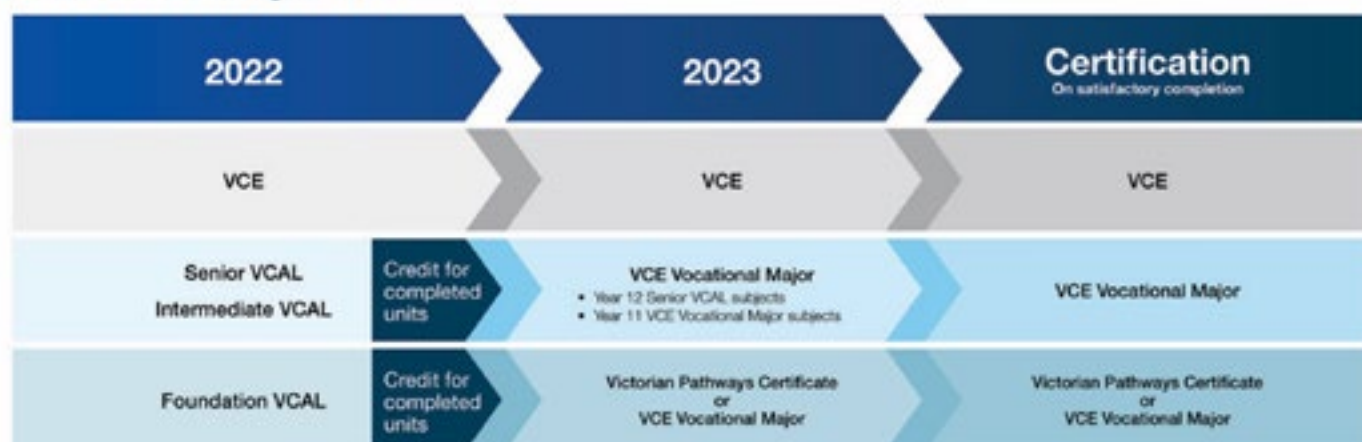 2022
2023
Certification
On satisfactory completion
VCE
VCE
VCE
Senior VCAL
Intermediate VCAL
Credit for
completed
units
VCE Vocational Major
• Year 12 Senior VCAL subjects
• Year 11 VCE Vocational Major subjects
VCE Vocational Major
Foundation VCAL
Credit for
completed
units
Victorian Pathways Certificate
or
VCE Vocational Major
Victorian Pathways Certificate
or
VCE Vocational Major